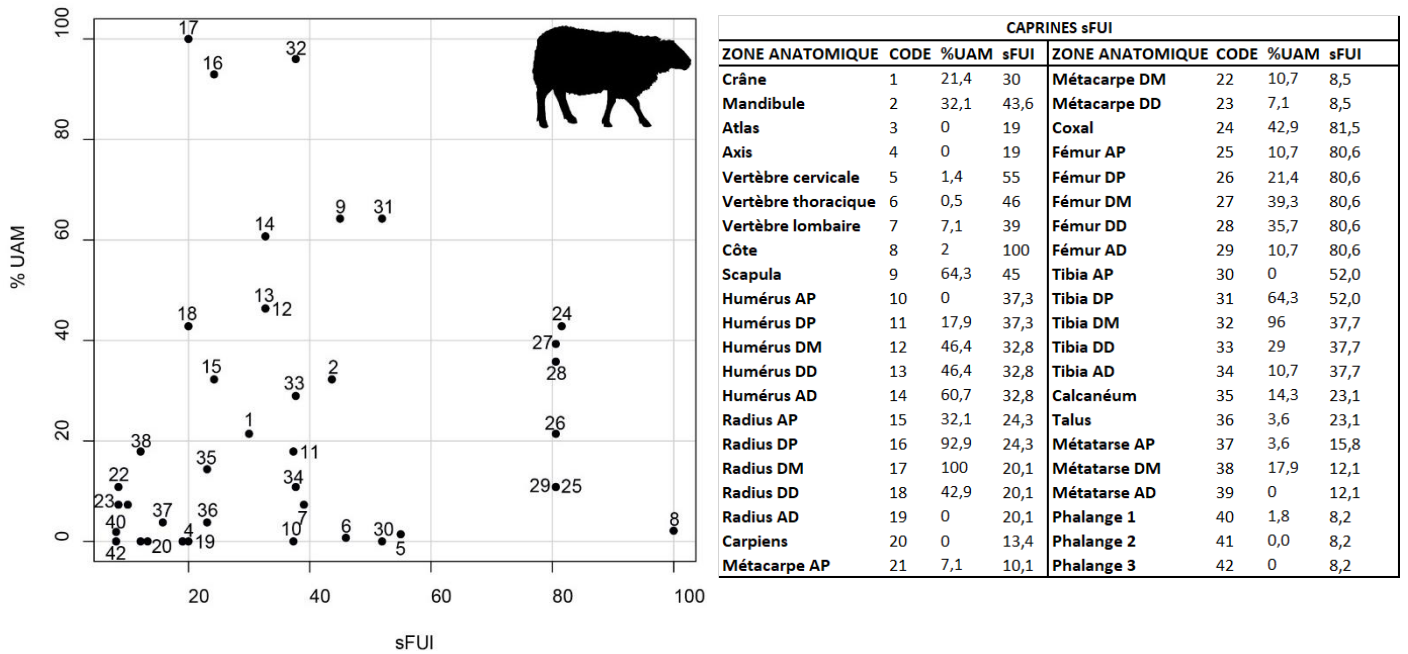 100
80
60
40
20
0
% UAM
17
16
32
14
9
31
13
12
18
24
27
28
15
33
2
1
26
38
11
35
22
34
29
25
23
37
36
7
40
4
10
6
30
8
42
20
19
5
20 40 60 80 100
sFUI
CAPRINES sFUI
ZONE ANATOMIQUE CODE %UAM sFUI ZONE ANATOMIQUE CODE %UAM sFUI
Crâne 1 21,4 30 Métacarpe DM 22 10,7 8,5
Mandibule 2 32,1 43,6 Métacarpe DD 23 7,1 8,5
Atlas 3 0 19 Coxal 24 42,9 81,5
Axis 4 0 19 Fémur AP 25 10,7 80,6
Vertèbre cervicale 5 1,4 55 Fémur DP 26 21,4 80,6
Vertèbre thoracique 6 0,5 46 Fémur DM 27 39,3 80,6
Vertèbre lombaire 7 7,1 39 Fémur DD 28 35,7 80,6
Côte 8 2 100 Fémur AD 29 10,7 80,6
Scapula 9 64,3 45 Tibia AP 30 0 52,0
Humérus AP 10 0 37,3 Tibia DP 31 64,3 52,0
Humérus DP 11 17,9 37,3 Tibia DM 32 96 37,7
Humérus DM 12 46,4 32,8 Tibia DD 33 29 37,7
Humérus DD 13 46,4 32,8 Tibia AD 34 10,7 37,7
Humérus AD 14 60,7 32,8 Calcanéum 35 14,3 23,1
Radius AP 15 32,1 24,3 Talus 36 3,6 23,1
Radius DP 16 92,9 24,3 Métatarse AP 37 3,6 15,8
Radius DM 17 100 20,1 Métatarse DM 38 17,9 12,1
Radius DD 18 42,9 20,1 Métatarse AD 39 0 12,1
Radius AD 19 0 20,1 Phalange 1 40 1,8 8,2
Carpiens 20 0 13,4 Phalange 2 41 0,0 8,2
Métacarpe AP 21 7,1 10,1 Phalange 3 42 0 8,2